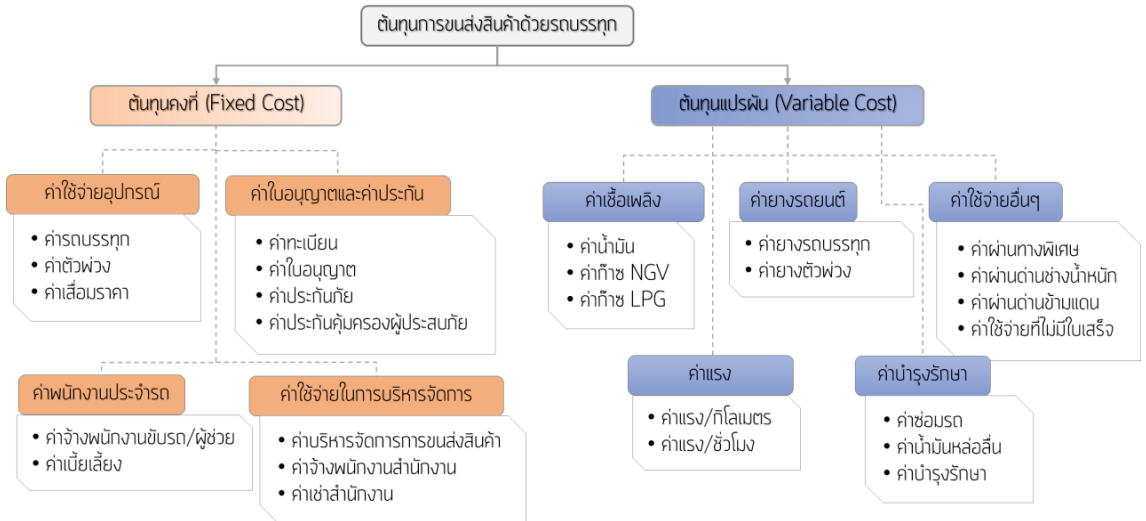 ต้นทุนการขนส่งสินค้าด้วยรถบรรทุก
ต้นทุนคงที่ (Fixed Cost)
ค่าใช้จ่ายอุปกรณ์
• ค่ารถบรรทุก
• ค่าตัวพ่วง
• ค่าเสื่อมราคา
ค่าใบอนุญาตและค่าประกัน
• ค่าทะเบียน
• ค่าใบอนุญาต
• ค่าประกันภัย
• ค่าประกันคุ้มครองผู้ประสบภัย
ค่าพนักงานประจำรถ
• ค่าจ้างพนักงานขับรถ/ผู้ช่วย
• ค่าเบี้ยเลี้ยง
ค่าใช้จ่ายในการบริหารจัดการ
• ค่าบริหารจัดการการขนส่งสินค้า
• ค่าจ้างพนักงานสำนักงาน
• ค่าเช่าสำนักงาน
ต้นทุนแปรผัน (Variable Cost)
ค่าเชื้อเพลิง
• ค่าน้ำมัน
• ค่าก๊าซ NGV
• ค่าก๊าซ LPG
ค่ายางรถยนต์
• ค่ายางรถบรรทุก
• ค่ายางตัวพ่วง
ค่าใช้จ่ายอื่นๆ
• ค่าผ่านทางพิเศษ
• ค่าผ่านด่านช่างน้ำหนัก
• ค่าผ่านด่านข้ามแดน
• ค่าใช้จ่ายที่ไม่มีใบเสร็จ
ค่าแรง
• ค่าแรง/กิโลเมตร
• ค่าแรง/ชั่วโมง
ค่าบำรุงรักษา
• ค่าซ่อมรถ
• ค่าน้ำมันหล่อลื่น
• ค่าบำรุงรักษา